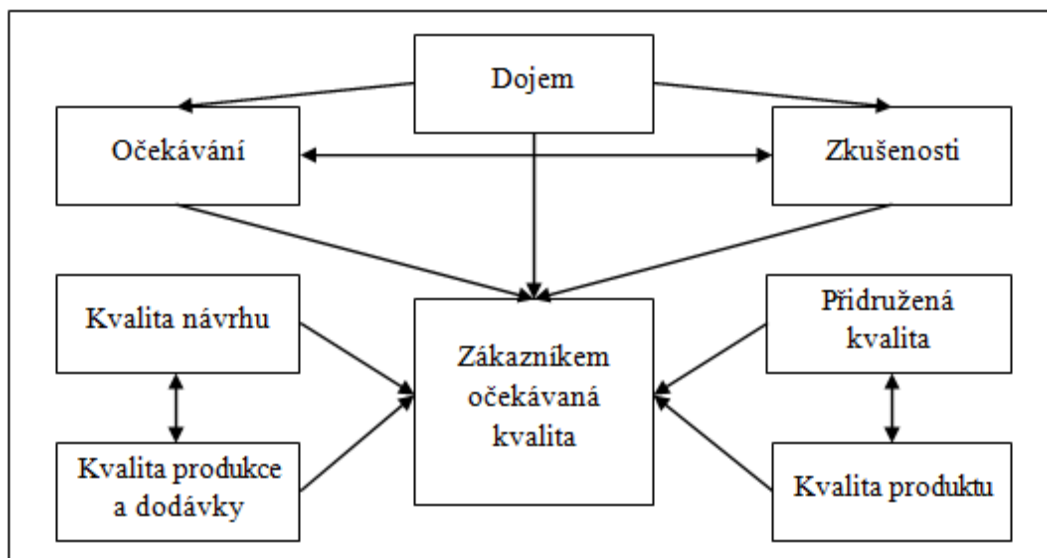 Dojem
Očekávání
Zkušenosti
Kvalita návrhu
Zákazníkem
očekávaná
kvalita
Přidružená
kvalita
Kvalita produkce
a dodávky
Kvalita produktu